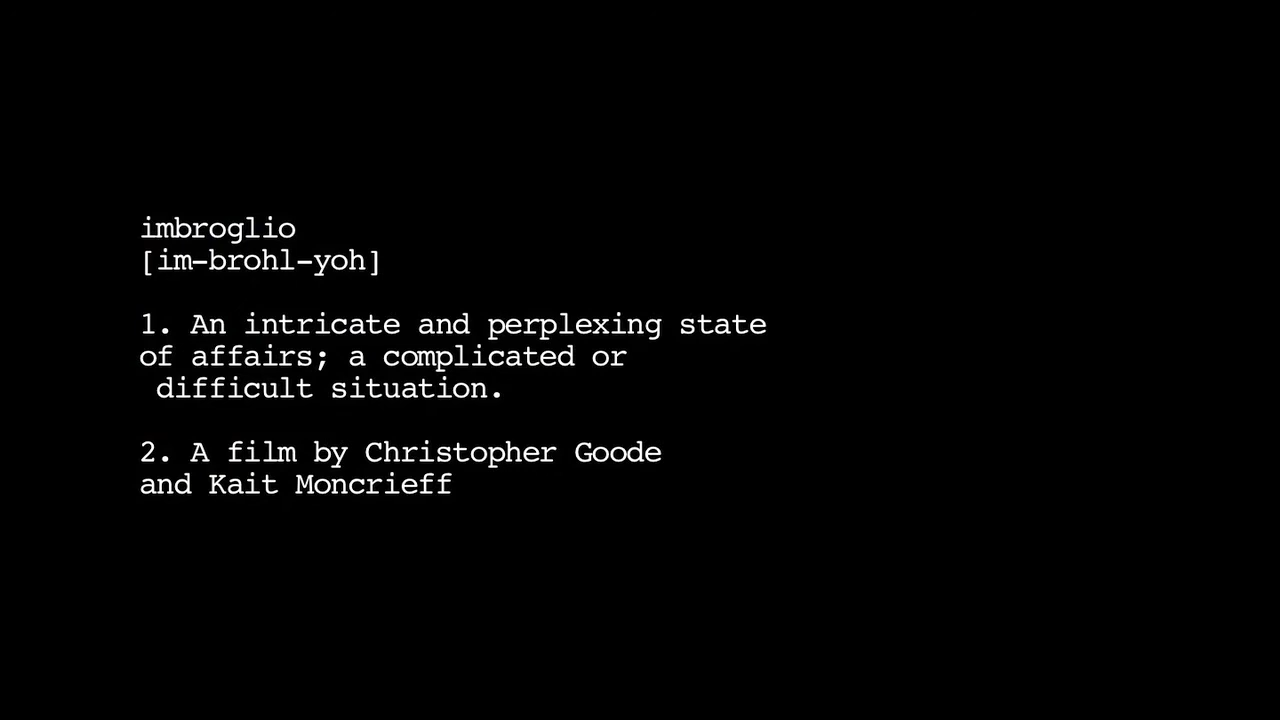 imbroglio
[im-brohl-yoh]
1. An intricate and perplexing state
of affairs; a complicated or
difficult situation.
2. A film by Christopher Goode
and Kait Moncrieff